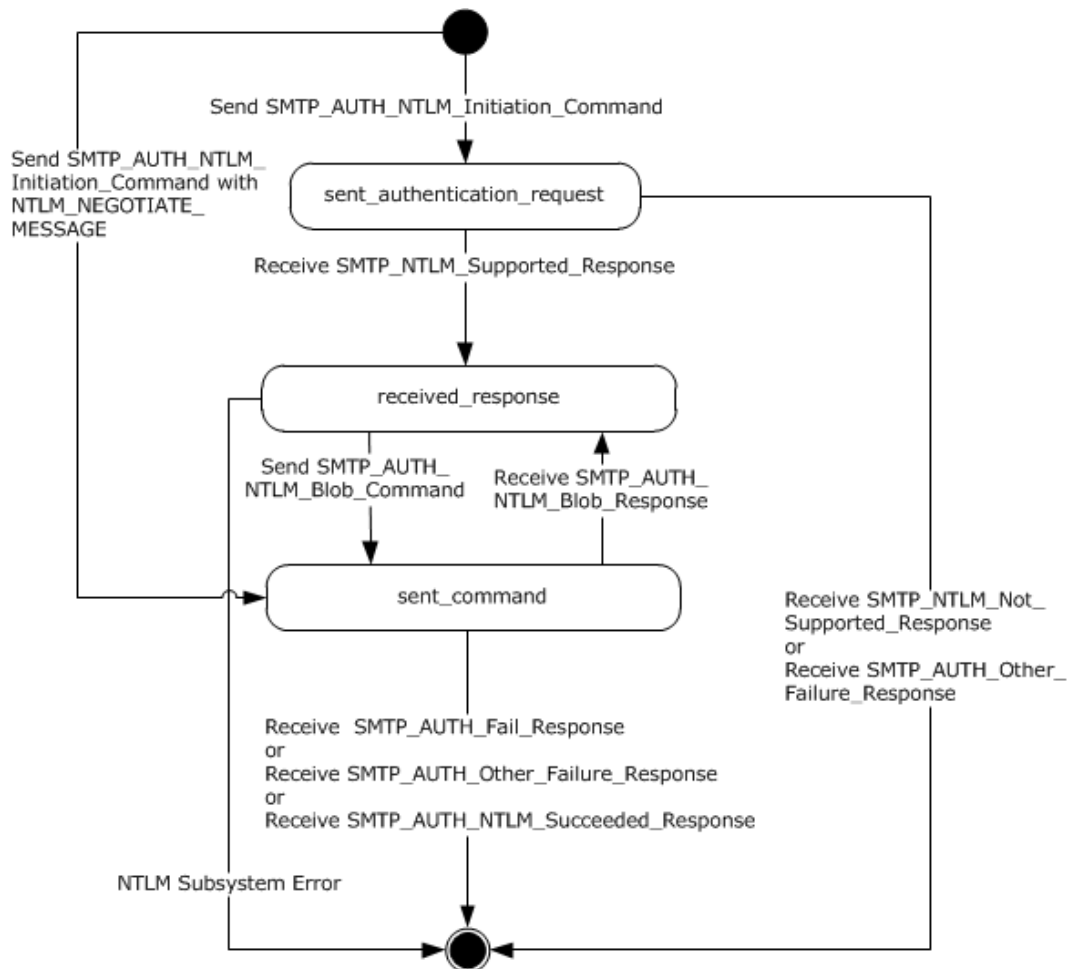 Send SMTP_AUTH_NTLM_Initiation_Command
Send SMTP_AUTH_NTLM_
Initiation_Command with
NTLM_NEGOTIATE_
MESSAGE
sent_authentication_request
Receive SMTP_NTLM_Supported_Response
received_response
Send SMTP_AUTH_
NTLM_Blob_Command
Receive SMTP_AUTH_
NTLM_Blob_Response
sent_command
Receive SMTP_NTLM_Not_
Supported_Response
or
Receive SMTP_AUTH_Other_
Failure_Response
Receive  SMTP_AUTH_Fail_Response
or
Receive SMTP_AUTH_Other_Failure_Response
or
Receive SMTP_AUTH_NTLM_Succeeded_Response
NTLM Subsystem Error